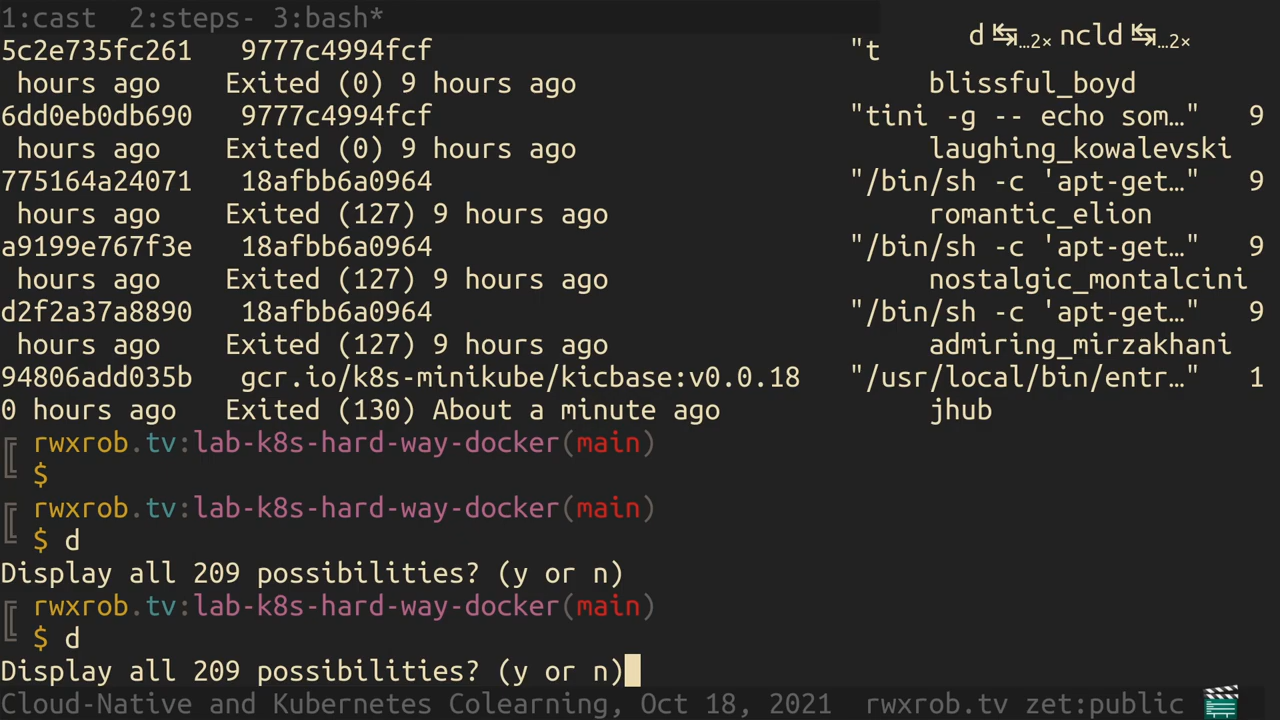 1:cast  2:steps- 3:bash*
d ↹…2× ncld ↹…2×
5c2e735fc261   9777c4994fcf   "t
 hours ago    Exited (0) 9 hours ago   blissful_boyd
6dd0eb0db690   9777c4994fcf   "tini -g -- echo som…"   9
 hours ago    Exited (0) 9 hours ago   laughing_kowalevski
775164a24071   18afbb6a0964   "/bin/sh -c 'apt-get…"   9
 hours ago    Exited (127) 9 hours ago   romantic_elion
a9199e767f3e   18afbb6a0964   "/bin/sh -c 'apt-get…"   9
 hours ago    Exited (127) 9 hours ago   nostalgic_montalcini
d2f2a37a8890   18afbb6a0964   "/bin/sh -c 'apt-get…"   9
 hours ago    Exited (127) 9 hours ago   admiring_mirzakhani
94806add035b   gcr.io/k8s-minikube/kicbase:v0.0.18   "/usr/local/bin/entr…"   1
0 hours ago   Exited (130) About a minute ago   jhub
╔ rwxrob.tv:lab-k8s-hard-way-docker(main)
╚ $
╔ rwxrob.tv:lab-k8s-hard-way-docker(main)
╚ $ d
Display all 209 possibilities? (y or n)
╔ rwxrob.tv:lab-k8s-hard-way-docker(main)
╚ $ d
Display all 209 possibilities? (y or n)
Cloud-Native and Kubernetes Colearning, Oct 18, 2021  rwxrob.tv zet:public 🎬